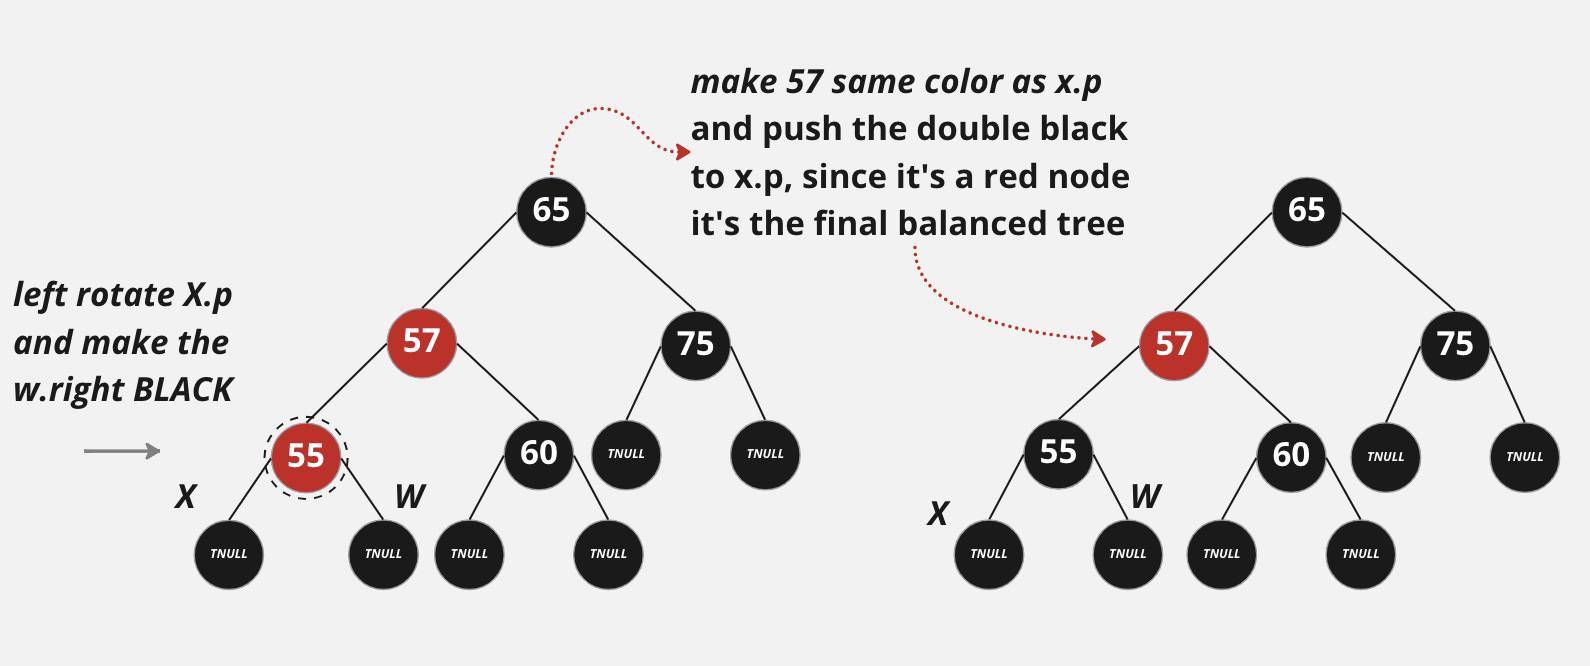 make 57 same color as x.p
and push the double black
to x.p, since it's a red node
it's the final balanced tree
left rotate X.p
and make the
w.right BLACK
65
57
75
55
60
TNULL
TNULL
X
W
TNULL
TNULL
TNULL
TNULL
65
57
75
55
60
TNULL
TNULL
X
W
TNULL
TNULL
TNULL
TNULL